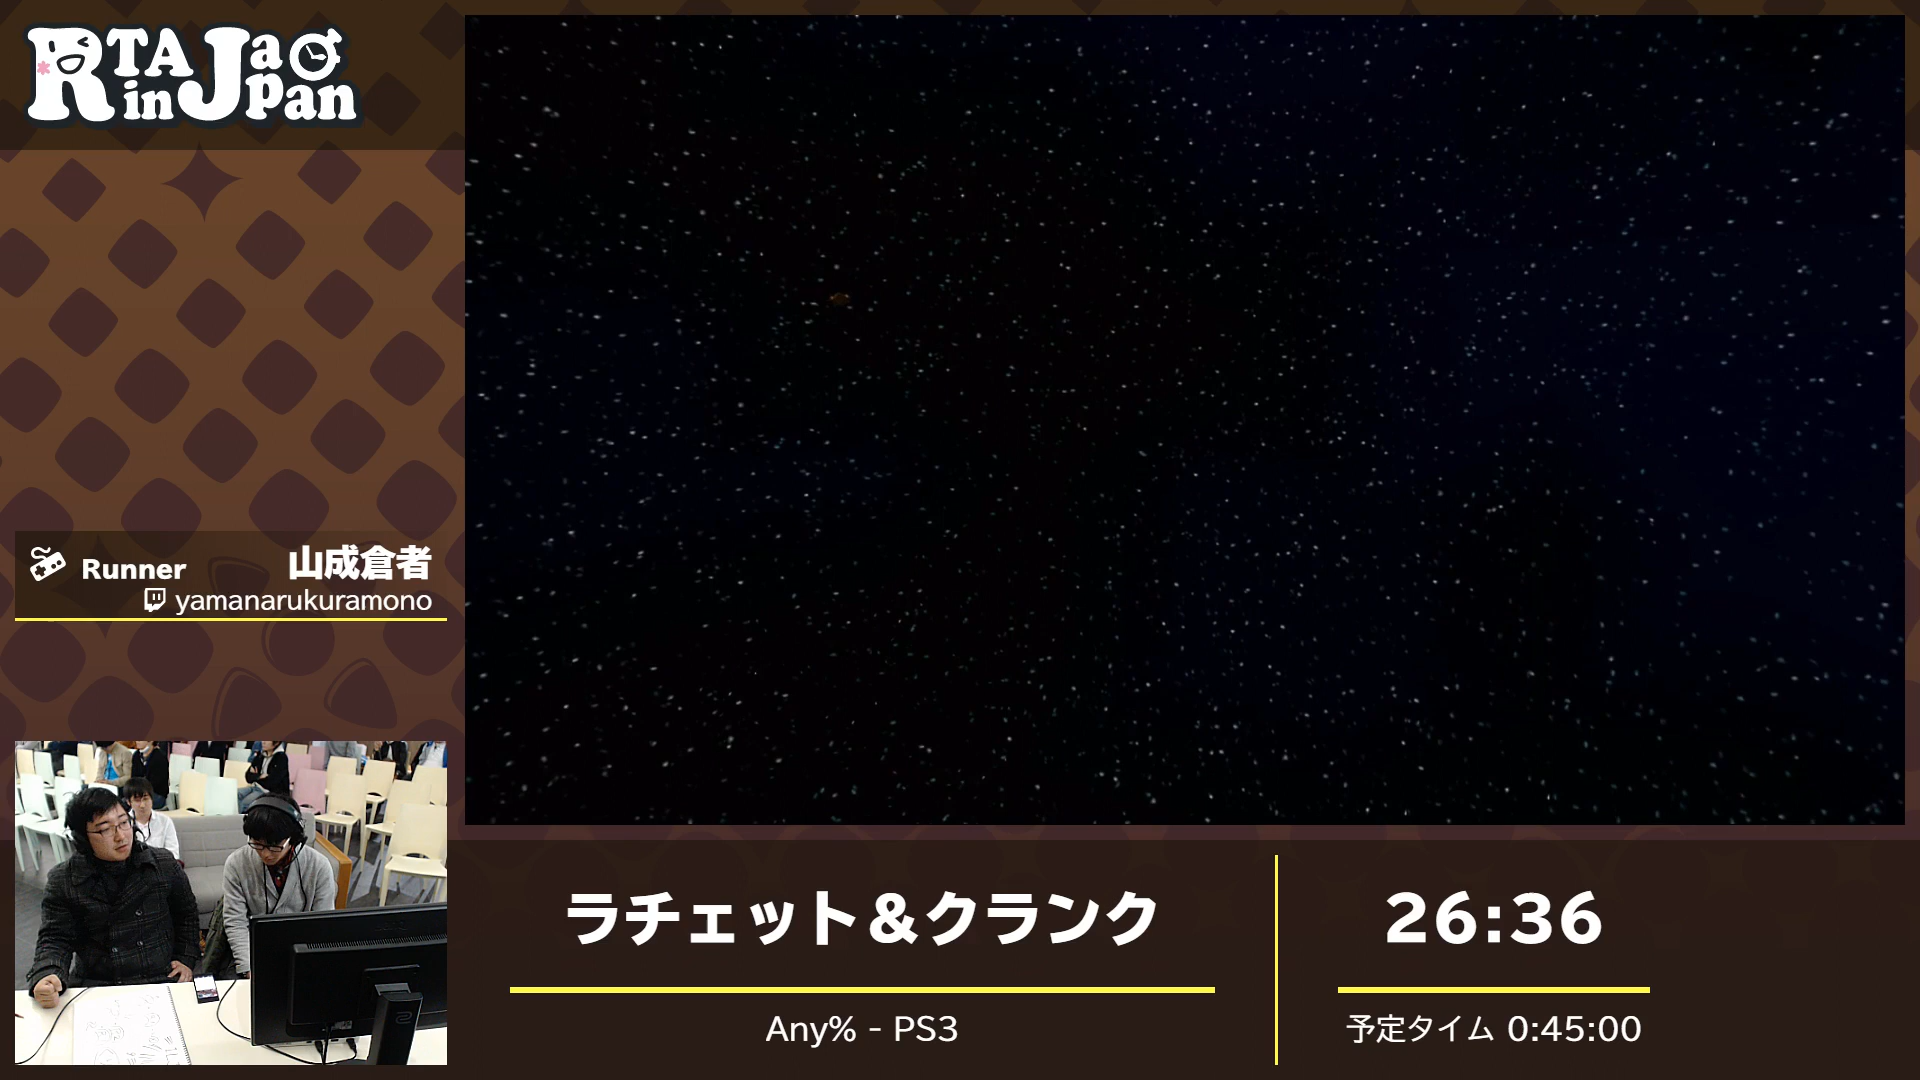 RTA in Japan
Runner 山成倉者
yamanarukuramono
ラチェット&クランク
Any% - PS3
26:36
予定タイム 0:45:00